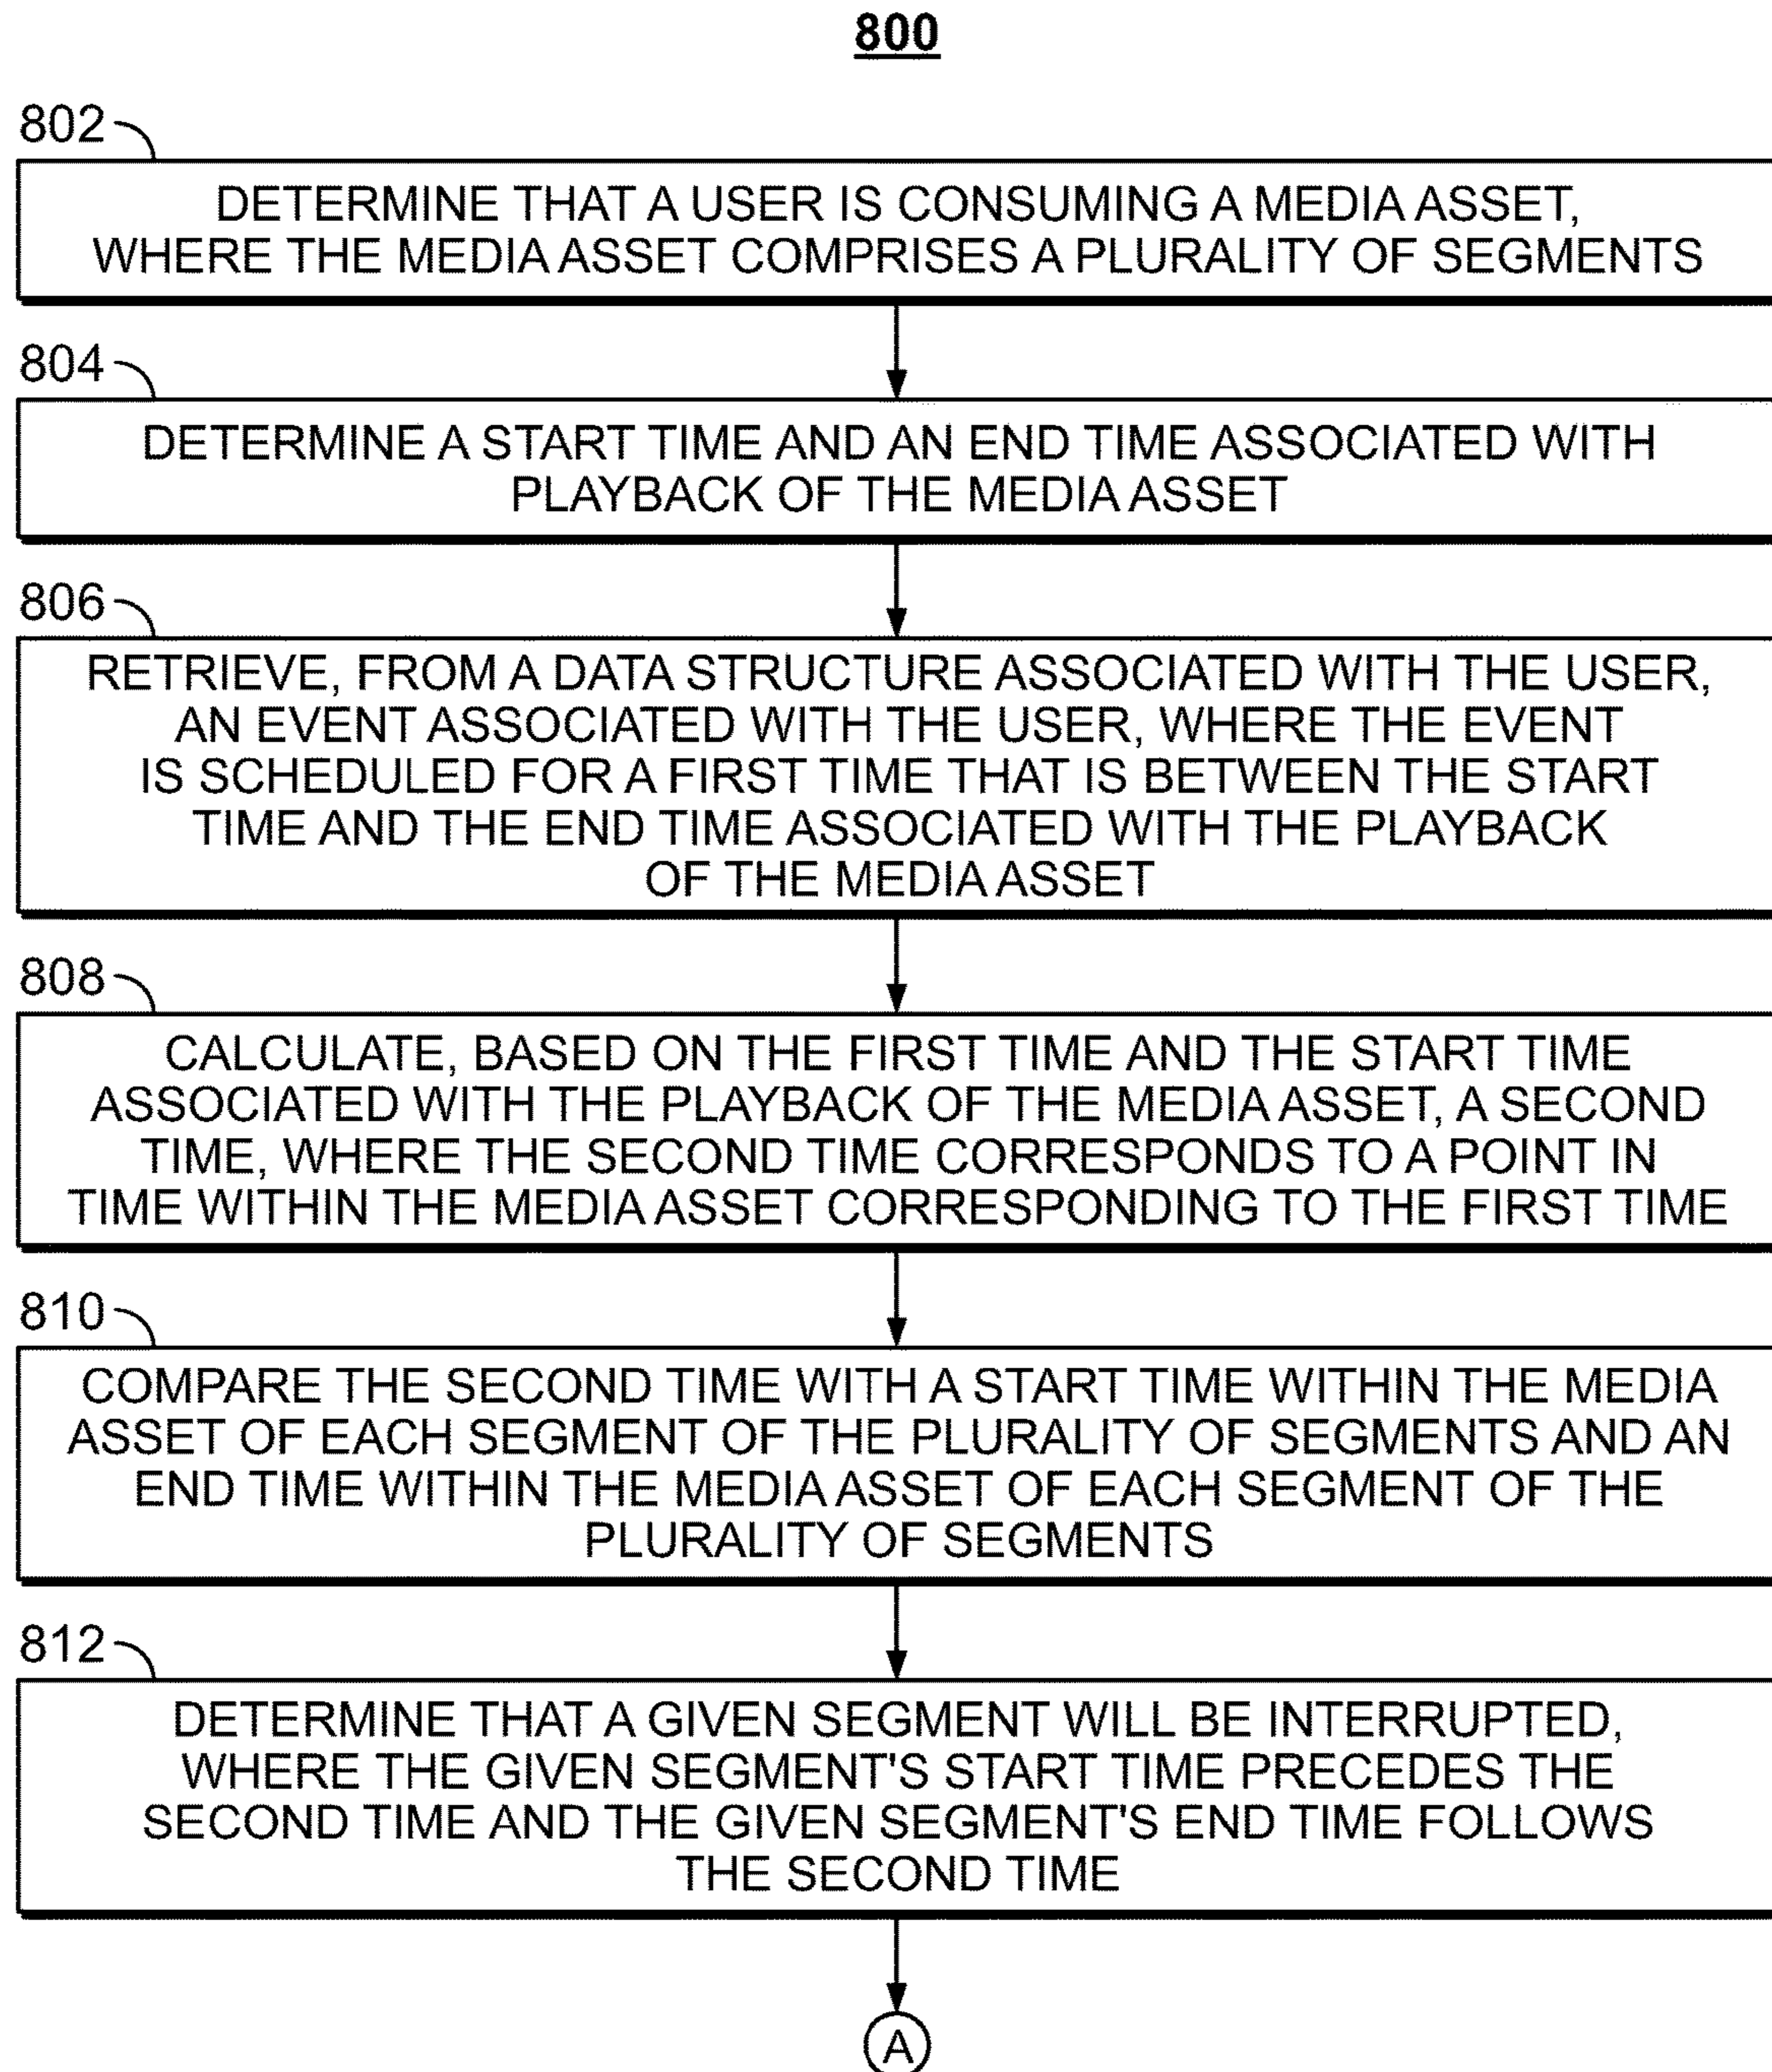 800
802
DETERMINE THAT A USER IS CONSUMING A MEDIA ASSET,
WHERE THE MEDIA ASSET COMPRISES A PLURALITY OF SEGMENTS
804
DETERMINE A START TIME AND AN END TIME ASSOCIATED WITH
PLAYBACK OF THE MEDIA ASSET
806
RETRIEVE, FROM A DATA STRUCTURE ASSOCIATED WITH THE USER,
AN EVENT ASSOCIATED WITH THE USER, WHERE THE EVENT
IS SCHEDULED FOR A FIRST TIME THAT IS BETWEEN THE START
TIME AND THE END TIME ASSOCIATED WITH THE PLAYBACK
OF THE MEDIA ASSET
808
CALCULATE, BASED ON THE FIRST TIME AND THE START TIME
ASSOCIATED WITH THE PLAYBACK OF THE MEDIA ASSET, A SECOND
TIME, WHERE THE SECOND TIME CORRESPONDS TO A POINT IN
TIME WITHIN THE MEDIA ASSET CORRESPONDING TO THE FIRST TIME
810
COMPARE THE SECOND TIME WITH A START TIME WITHIN THE MEDIA
ASSET OF EACH SEGMENT OF THE PLURALITY OF SEGMENTS AND AN
END TIME WITHIN THE MEDIA ASSET OF EACH SEGMENT OF THE
PLURALITY OF SEGMENTS
812
DETERMINE THAT A GIVEN SEGMENT WILL BE INTERRUPTED,
WHERE THE GIVEN SEGMENT'S START TIME PRECEDES THE
SECOND TIME AND THE GIVEN SEGMENT'S END TIME FOLLOWS
THE SECOND TIME
A